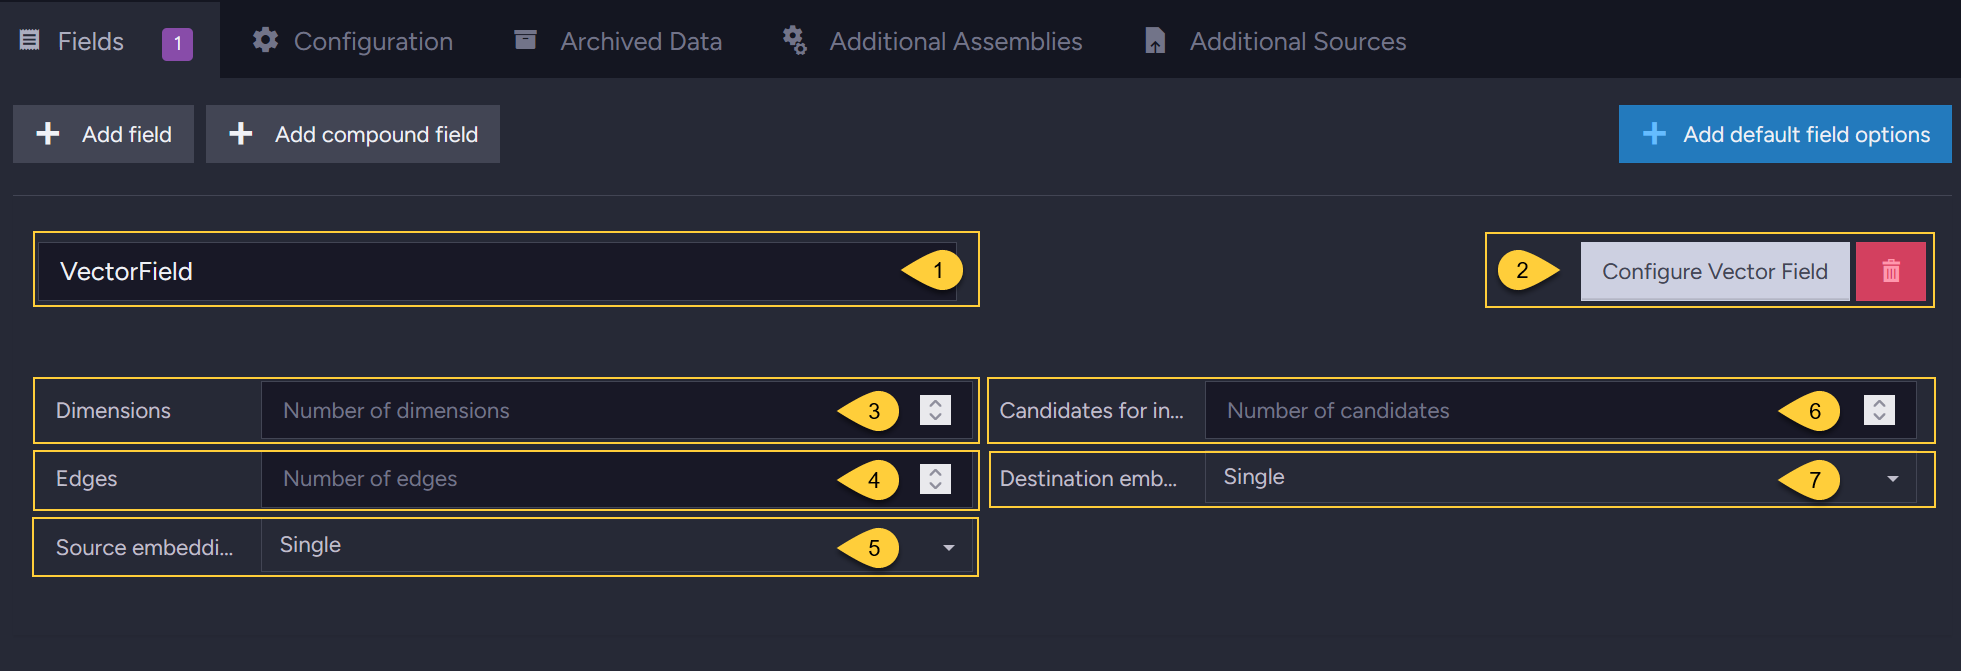 Fields 1 Configuration Archived Data Additional Assemblies Additional Sources
Add field Add compound field Add default field options
VectorField 1 2 Configure Vector Field
Dimensions Number of dimensions 3 Candidates for in... Number of candidates 6
Edges Number of edges 4 Destination emb... Single 7
Source embeddi... Single 5